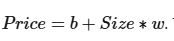 Price = b + Size ∗ w.